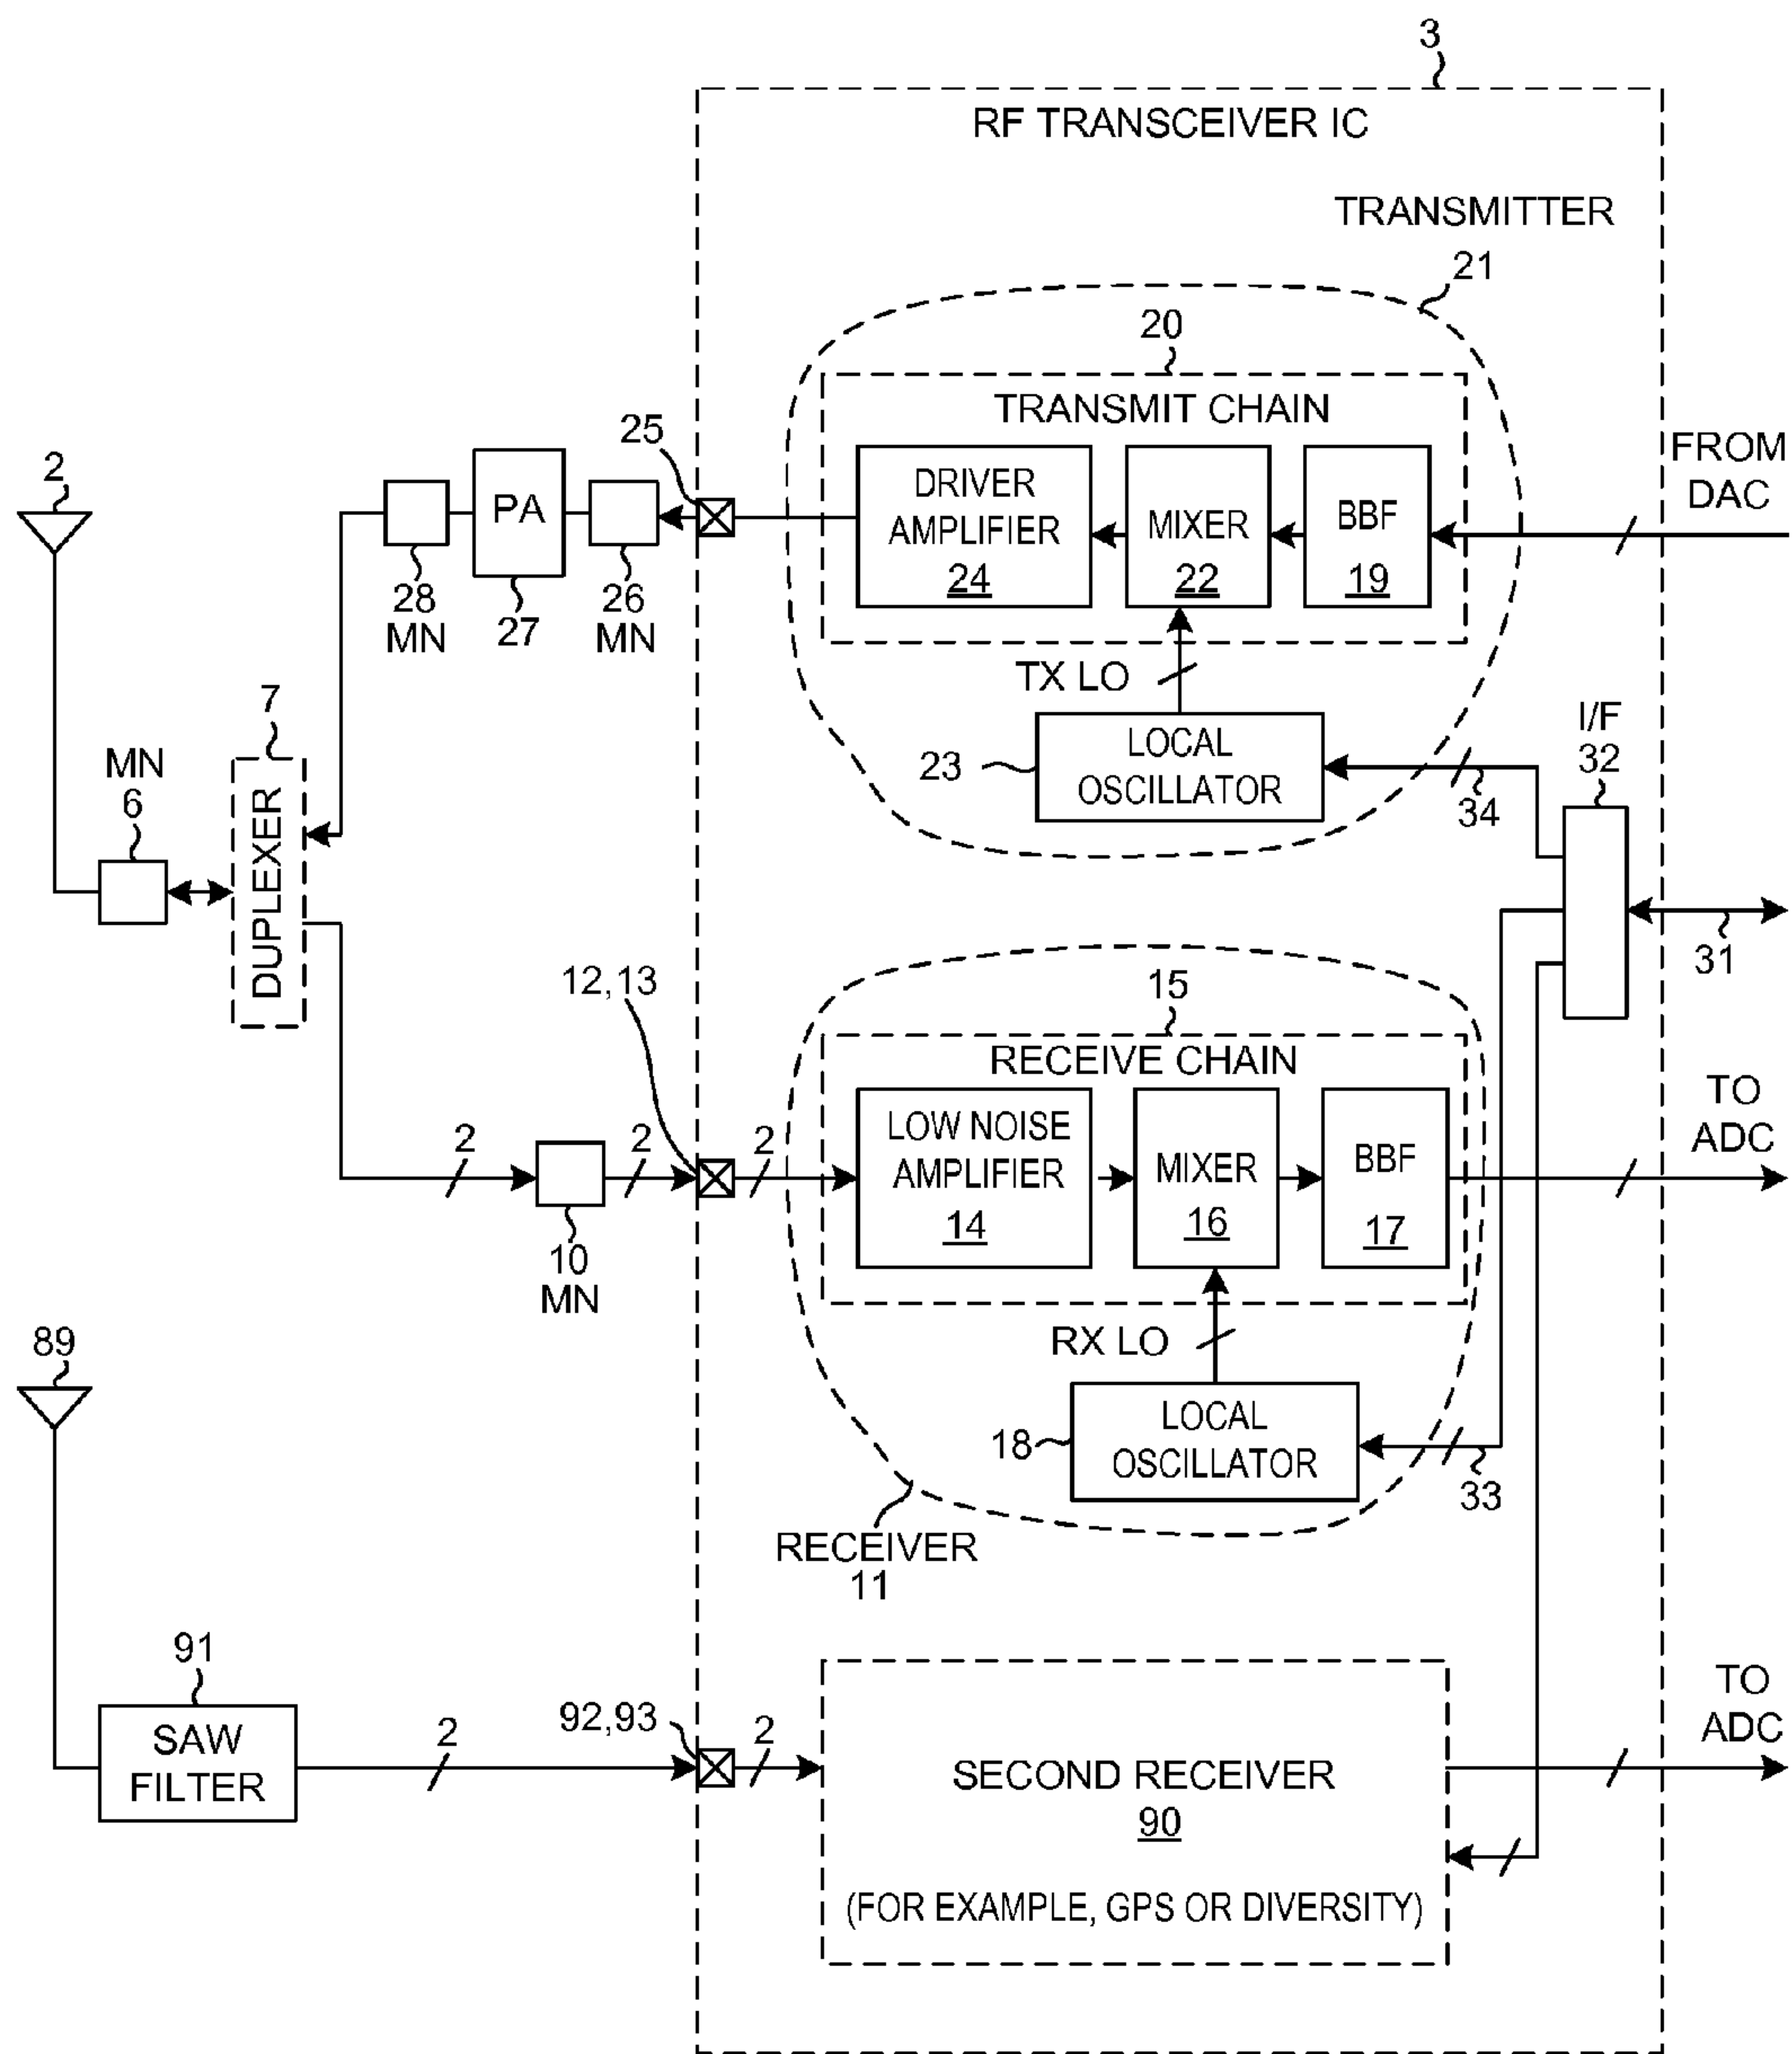 3
RF TRANSCEIVER IC
TRANSMITTER
21
20
TRANSMIT CHAIN
25
2
PA
DRIVER
AMPLIFIER
24
MIXER
22
BBF
19
FROM
DAC
28
MN
27
26
MN
TX LO
7
LOCAL
OSCILLATOR
23
34
I/F
32
MN
6
DUPLEXER
31
12,13
15
RECEIVE CHAIN
LOW NOISE
AMPLIFIER
14
MIXER
16
BBF
17
TO
ADC
2
2
2
10
MN
RX LO
89
LOCAL
OSCILLATOR
18
33
RECEIVER
11
91
SAW
FILTER
2
92,93
2
SECOND RECEIVER
90
(FOR EXAMPLE, GPS OR DIVERSITY)
TO
ADC